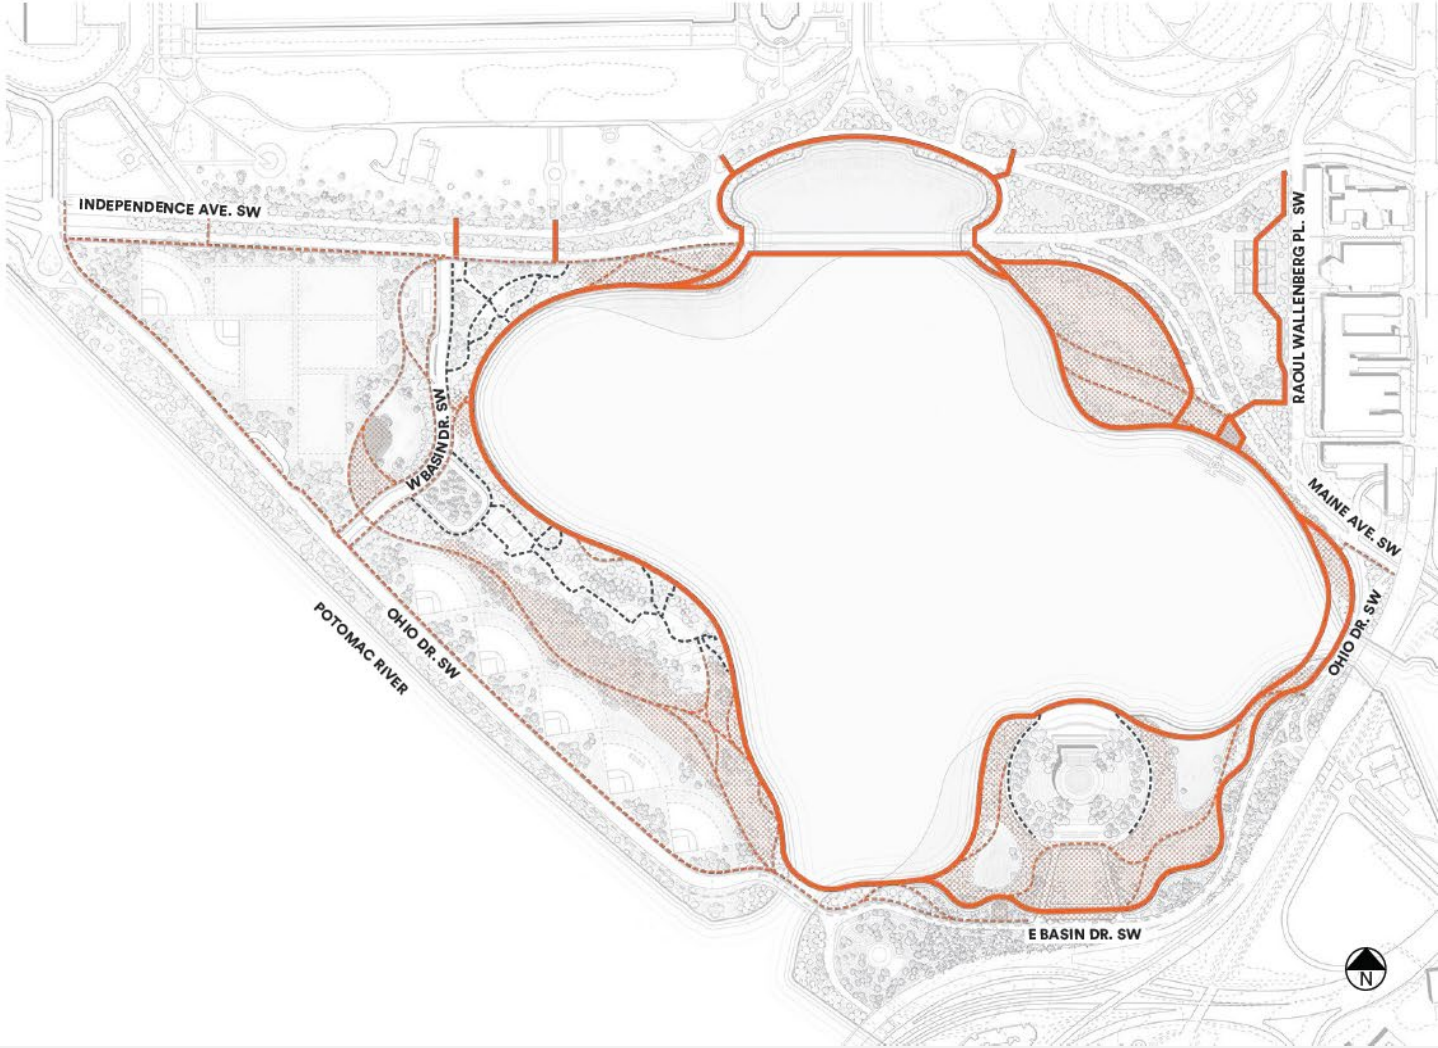 INDEPENDENCE AVE. SW
RAOUL WALLENBERG PL. SW
W BASIN DR. SW
MAINE AVE. SW
OHIO DR. SW
POTOMAC RIVER
OHIO DR. SW
E BASIN DR. SW
N